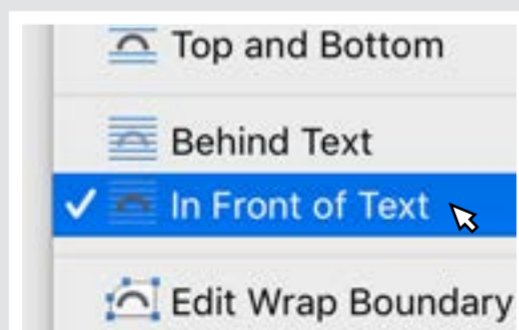 Top and Bottom
Behind Text
In Front of Text
Edit Wrap Boundary